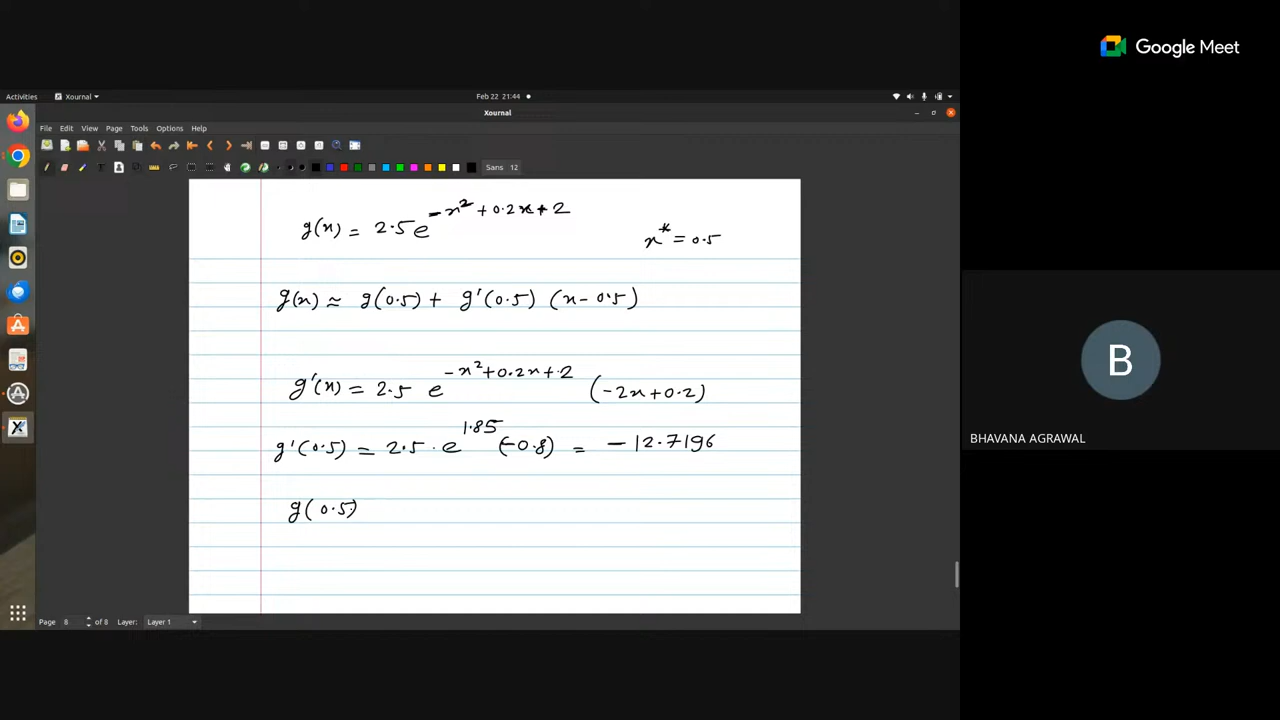 Google Meet
Activities Xournal Feb 22 21:44
Xournal
File Edit View Page Tools Options Help
Sans 12
g(x) = 2.5e^{-x^2 + 0.2x + 2}
x* = 0.5
g(x) ≈ g(0.5) + g'(0.5) (x - 0.5)
g'(x) = 2.5 e^{-x^2+0.2x+.2} (-2x+0.2)
g'(0.5) = 2.5 · e^{1.85} (-0.8) = -12.7196
g(0.5)
B
BHAVANA AGRAWAL
Page 8 of 8 Layer: Layer 1